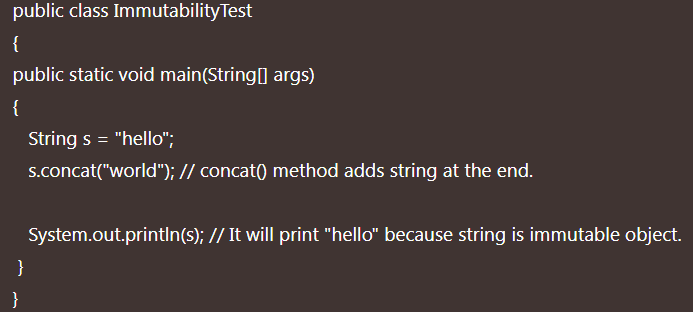 public class ImmutabilityTest
{
public static void main(String[] args)
{
String s = "hello";
s.concat("world"); // concat() method adds string at the end.
System.out.println(s); // It will print "hello" because string is immutable object.
}
}